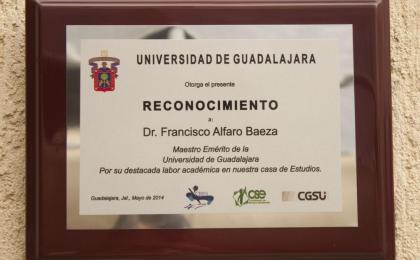 UNIVERSIDAD DE GUADALAJARA
Otorga el presente
RECONOCIMIENTO
a:
Dr. Francisco Alfaro Baeza
Maestro Emérito de la
Universidad de Guadalajara
Por su destacada labor académica en nuestra casa de Estudios.
Guadalajara, Jal., Mayo de 2014
cse
CGSU